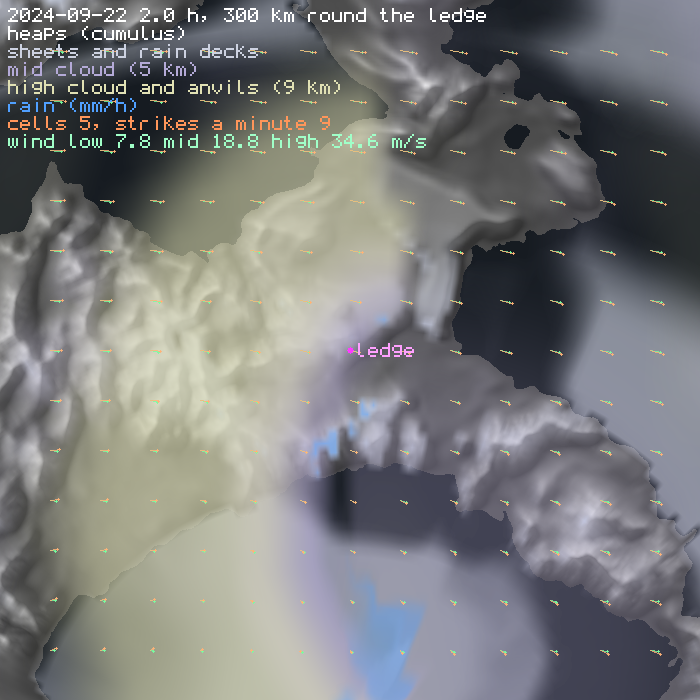 2024-09-22 2.0 h, 300 km round the ledge
heaps (cumulus)
sheets and rain decks
mid cloud (5 km)
high cloud and anvils (9 km)
rain (mm/h)
cells 5, strikes a minute 9
wind low 7.8 mid 18.8 high 34.6 m/s
ledge